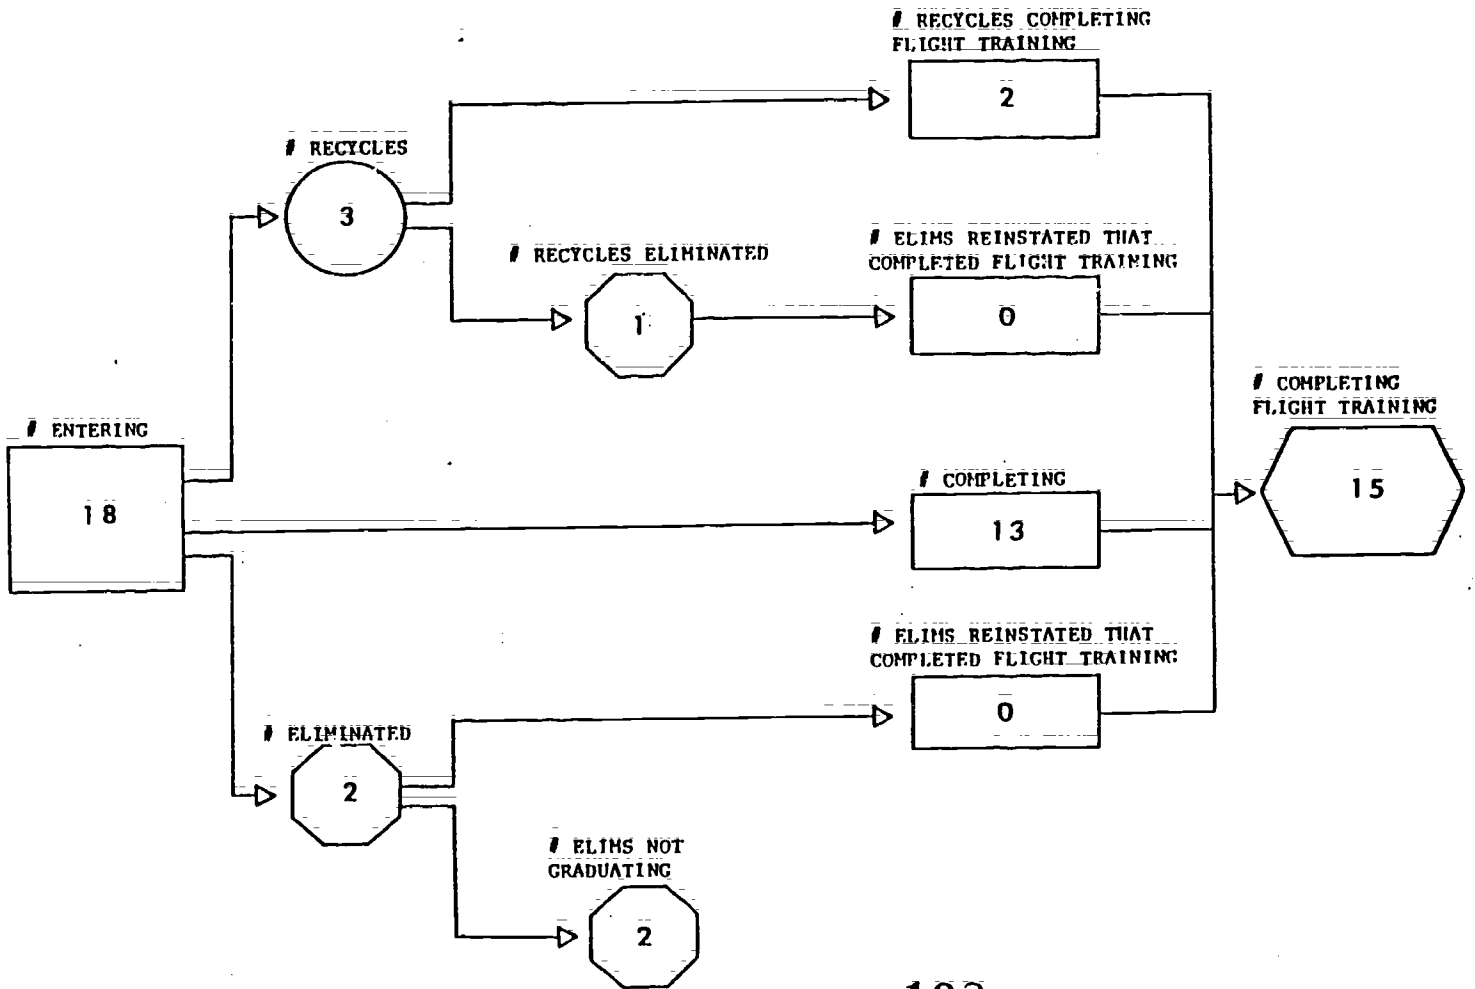 # RECYCLES COMPLETING
FLIGHT TRAINING
2
# RECYCLES
3
# RECYCLES ELIMINATED
1
# ELIMS REINSTATED THAT
COMPLETED FLIGHT TRAINING
0
# COMPLETING
FLIGHT TRAINING
15
# ENTERING
18
# COMPLETING
13
# ELIMS REINSTATED THAT
COMPLETED FLIGHT TRAINING
0
# ELIMINATED
2
# ELIMS NOT
GRADUATING
2